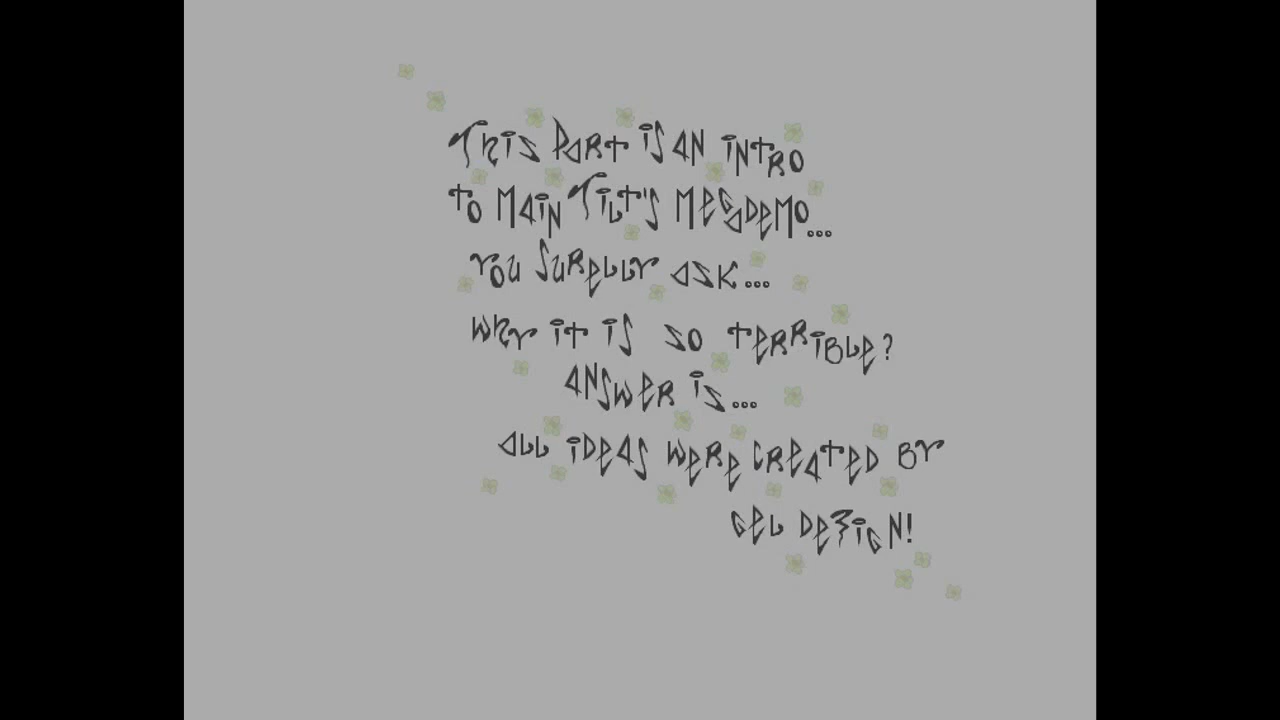 This part is an intro
to main Tilt's megademo...
you surelly ask...
why it is so terrible?
answer is...
all ideas were created by
Gel Design!